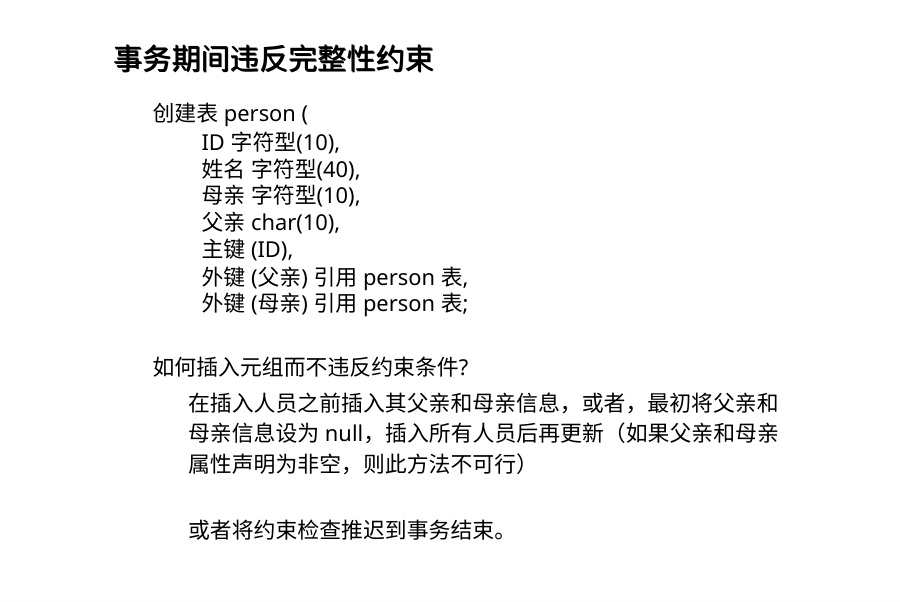 事务期间违反完整性约束
创建表 person (
ID 字符型(10),
姓名 字符型(40),
母亲 字符型(10),
父亲 char(10),
主键 (ID),
外键 (父亲) 引用 person 表,
外键 (母亲) 引用 person 表;
如何插入元组而不违反约束条件?
在插入人员之前插入其父亲和母亲信息，或者，最初将父亲和
母亲信息设为 null，插入所有人员后再更新（如果父亲和母亲
属性声明为非空，则此方法不可行）
或者将约束检查推迟到事务结束。